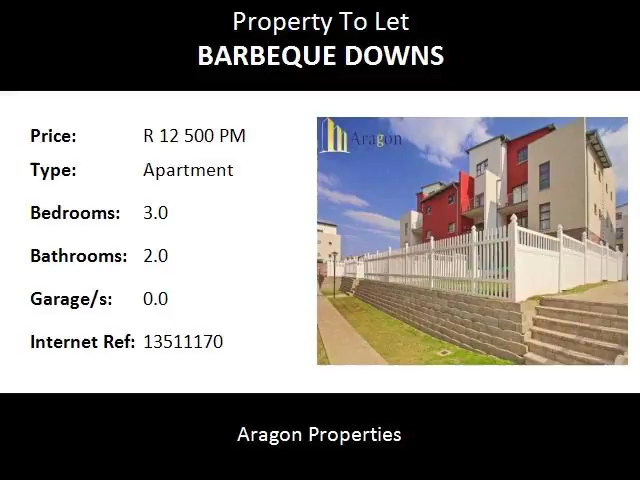 Property To Let
BARBEQUE DOWNS
Price: R 12 500 PM
Type: Apartment
Bedrooms: 3.0
Bathrooms: 2.0
Garage/s: 0.0
Internet Ref: 13511170
Aragon
Aragon Properties